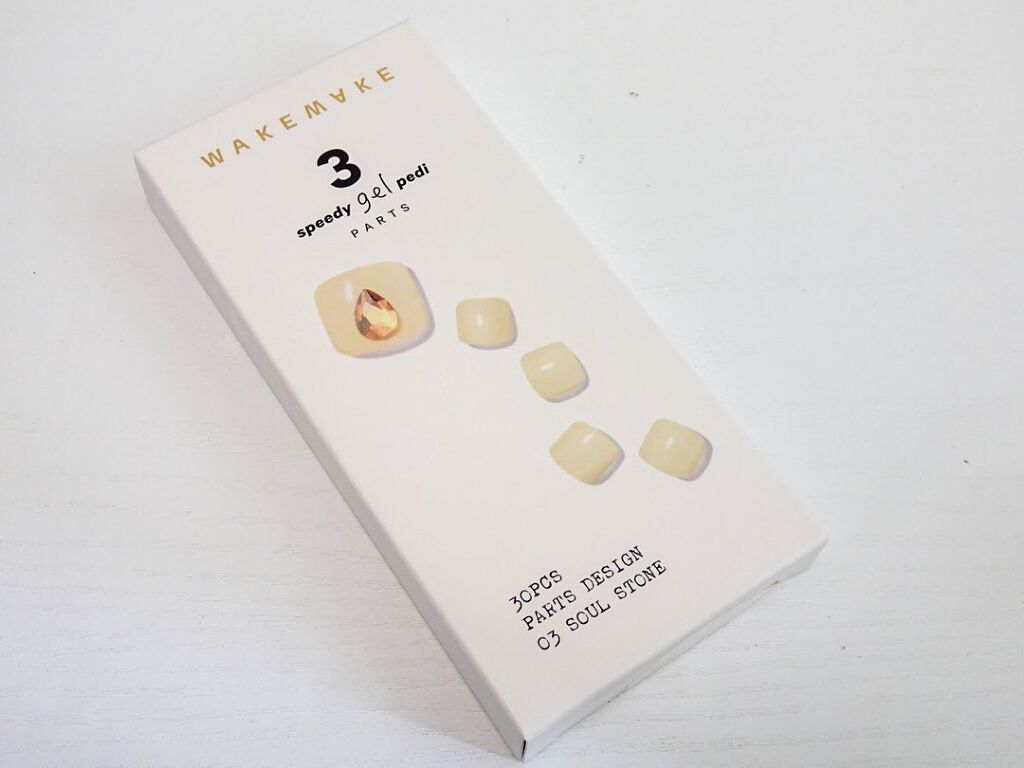 WAKEMAKE
3
speedy gel pedi
PARTS
30PCS
PARTS DESIGN
03 SOUL STONE